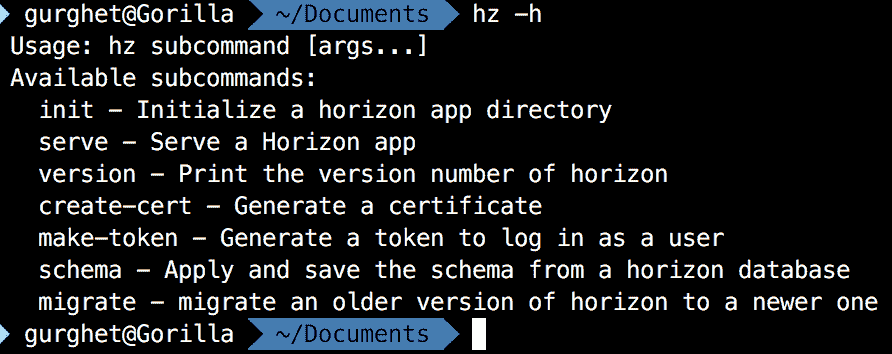 gurghet@Gorilla ~/Documents hz -h
Usage: hz subcommand [args...]
Available subcommands:
init - Initialize a horizon app directory
serve - Serve a Horizon app
version - Print the version number of horizon
create-cert - Generate a certificate
make-token - Generate a token to log in as a user
schema - Apply and save the schema from a horizon database
migrate - migrate an older version of horizon to a newer one
gurghet@Gorilla ~/Documents